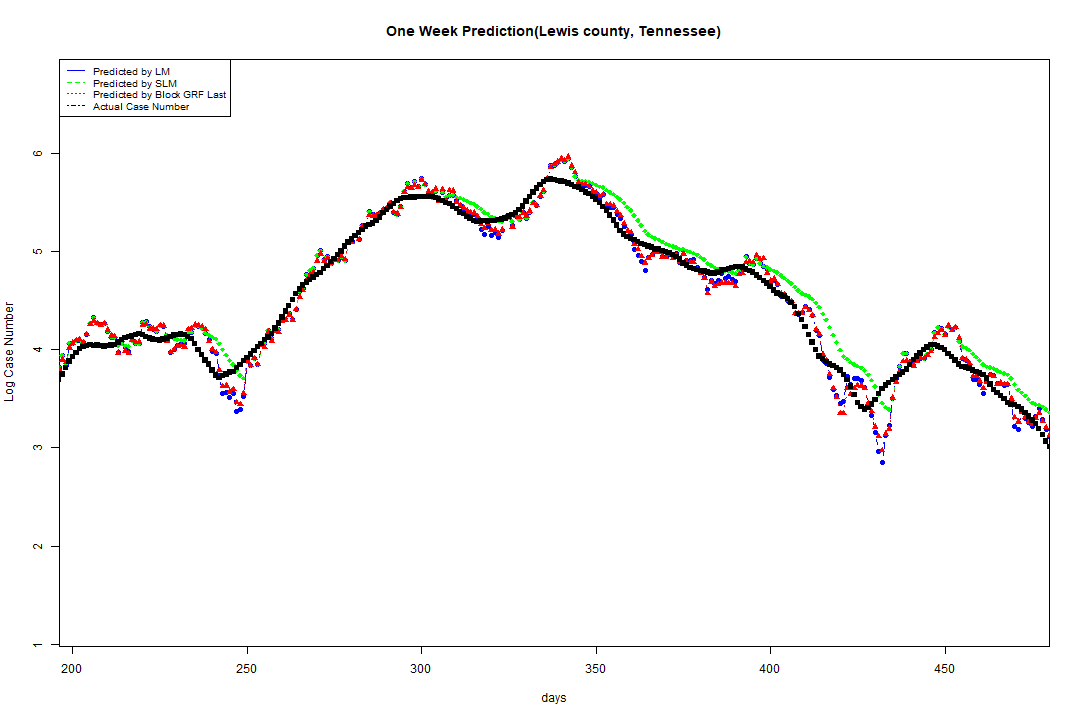 One Week Prediction(Lewis county, Tennessee)
Predicted by LM
Predicted by SLM
Predicted by Block GRF Last
Actual Case Number
Log Case Number
6
5
4
3
2
1
200 250 300 350 400 450
days